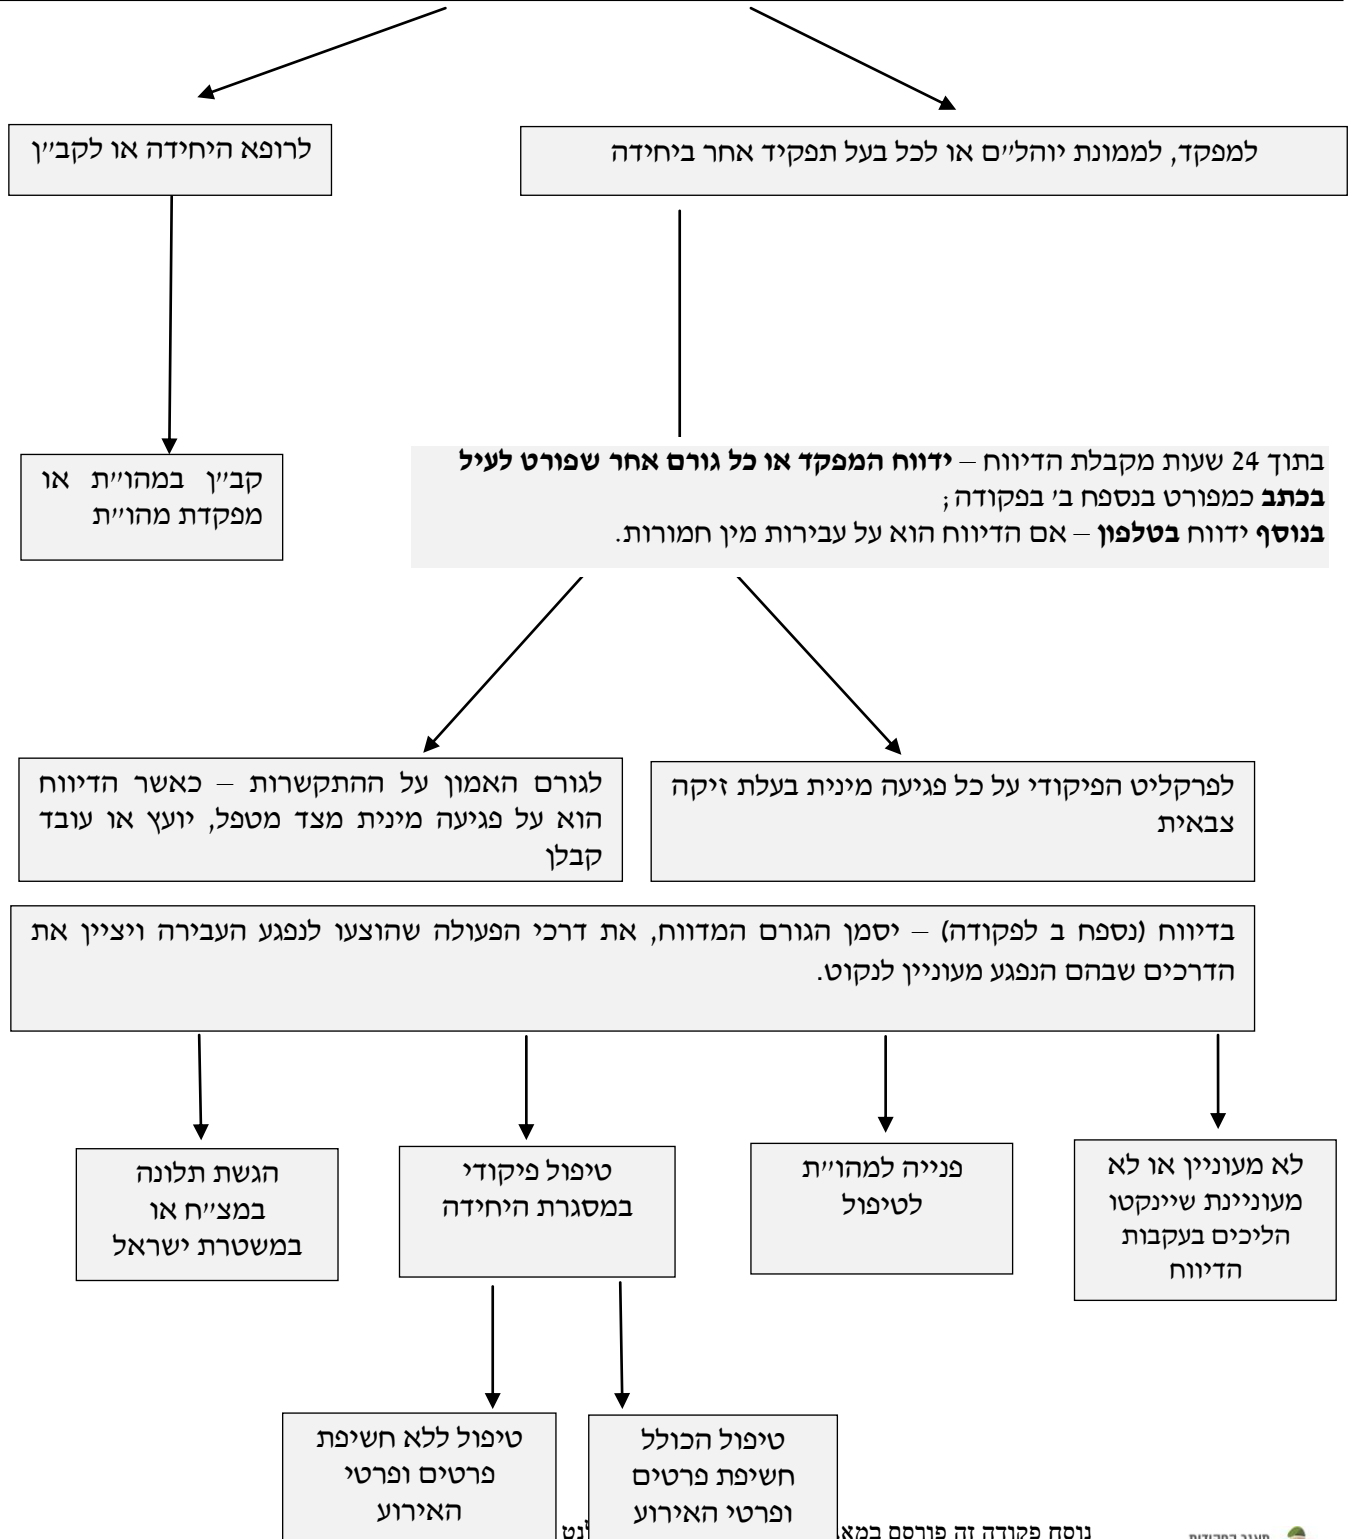 למפקד, לממונת יוהל״ם או לכל בעל תפקיד אחר ביחידה
לרופא היחידה או לקב״ן
בתוך 24 שעות מקבלת הדיווח – ידווח המפקד או כל גורם אחר שפורט לעיל
בכתב כמפורט בנספח ב׳ בפקודה;
בנוסף ידווח בטלפון – אם הדיווח הוא על עבירות מין חמורות.
קב״ן במהו״ת או
מפקדת מהו״ת
לפרקליט הפיקודי על כל פגיעה מינית בעלת זיקה
צבאית
לגורם האמון על ההתקשרות – כאשר הדיווח
הוא על פגיעה מינית מצד מטפל, יועץ או עובד
קבלן
בדיווח (נספח ב לפקודה) – יסמן הגורם המדווח, את דרכי הפעולה שהוצעו לנפגע העבירה ויציין את
הדרכים שבהם הנפגע מעוניין לנקוט.
לא מעוניין או לא
מעוניינת שיינקטו
הליכים בעקבות
הדיווח
פנייה למהו״ת
לטיפול
טיפול פיקודי
במסגרת היחידה
הגשת תלונה
במצ״ח או
במשטרת ישראל
טיפול הכולל
חשיפת פרטים
ופרטי האירוע
טיפול ללא חשיפת
פרטים ופרטי
האירוע
נוסח פקודה זה פורסם